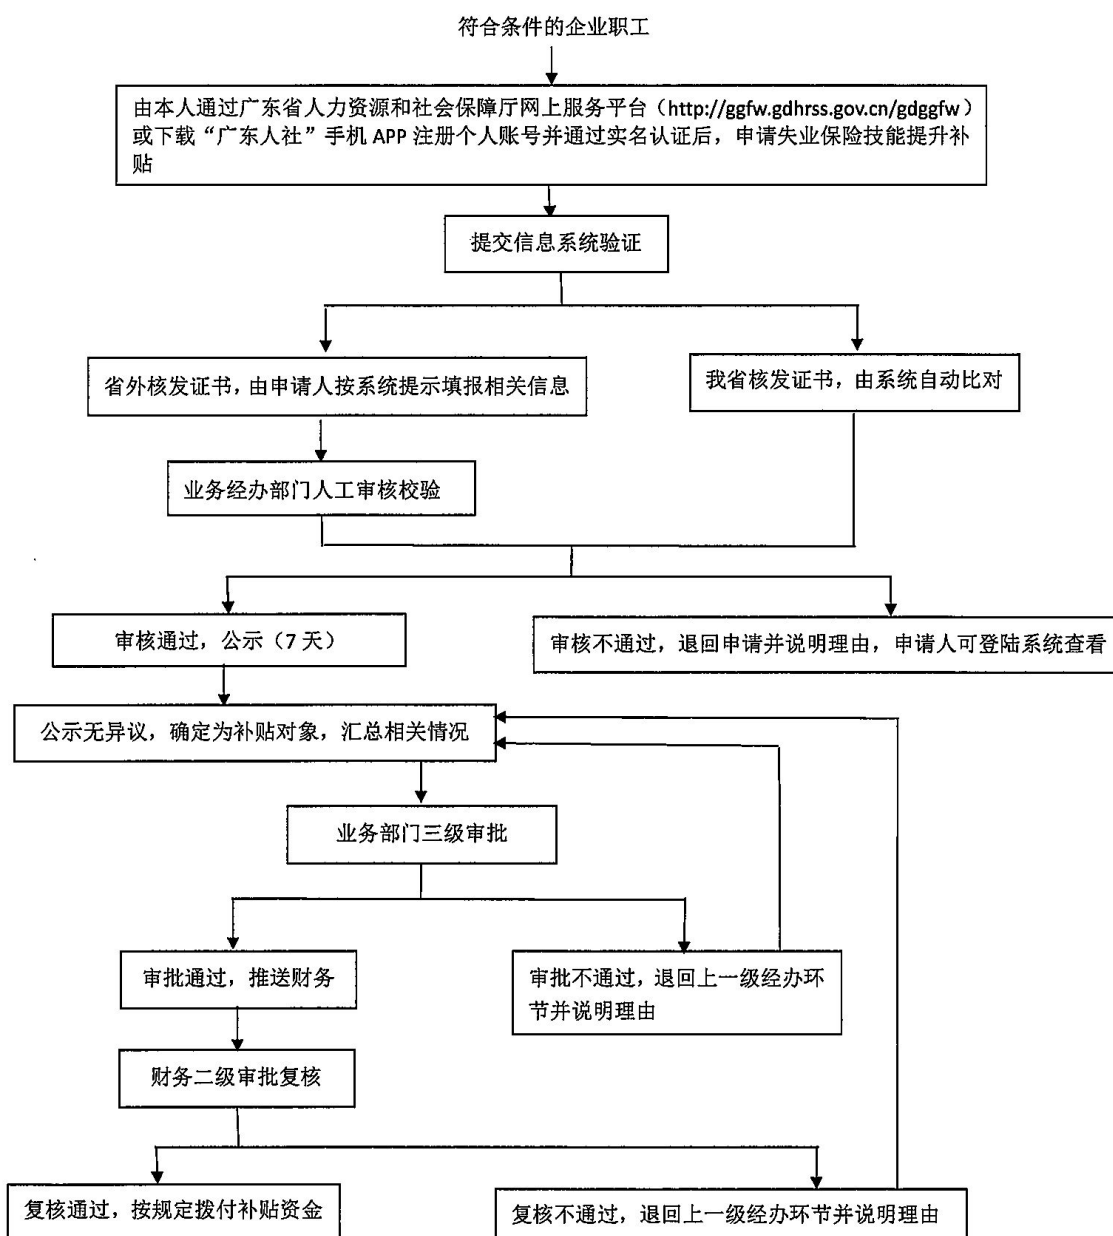 符合条件的企业职工
由本人通过广东省人力资源和社会保障厅网上服务平台（http://ggfw.gdhrss.gov.cn/gdggfw）
或下载“广东人社”手机 APP 注册个人账号并通过实名认证后，申请失业保险技能提升补
贴
提交信息系统验证
省外核发证书，由申请人按系统提示填报相关信息
我省核发证书，由系统自动比对
业务经办部门人工审核校验
审核通过，公示（7 天）
审核不通过，退回申请并说明理由，申请人可登陆系统查看
公示无异议，确定为补贴对象，汇总相关情况
业务部门三级审批
审批通过，推送财务
审批不通过，退回上一级经办环
节并说明理由
财务二级审批复核
复核通过，按规定拨付补贴资金
复核不通过，退回上一级经办环节并说明理由